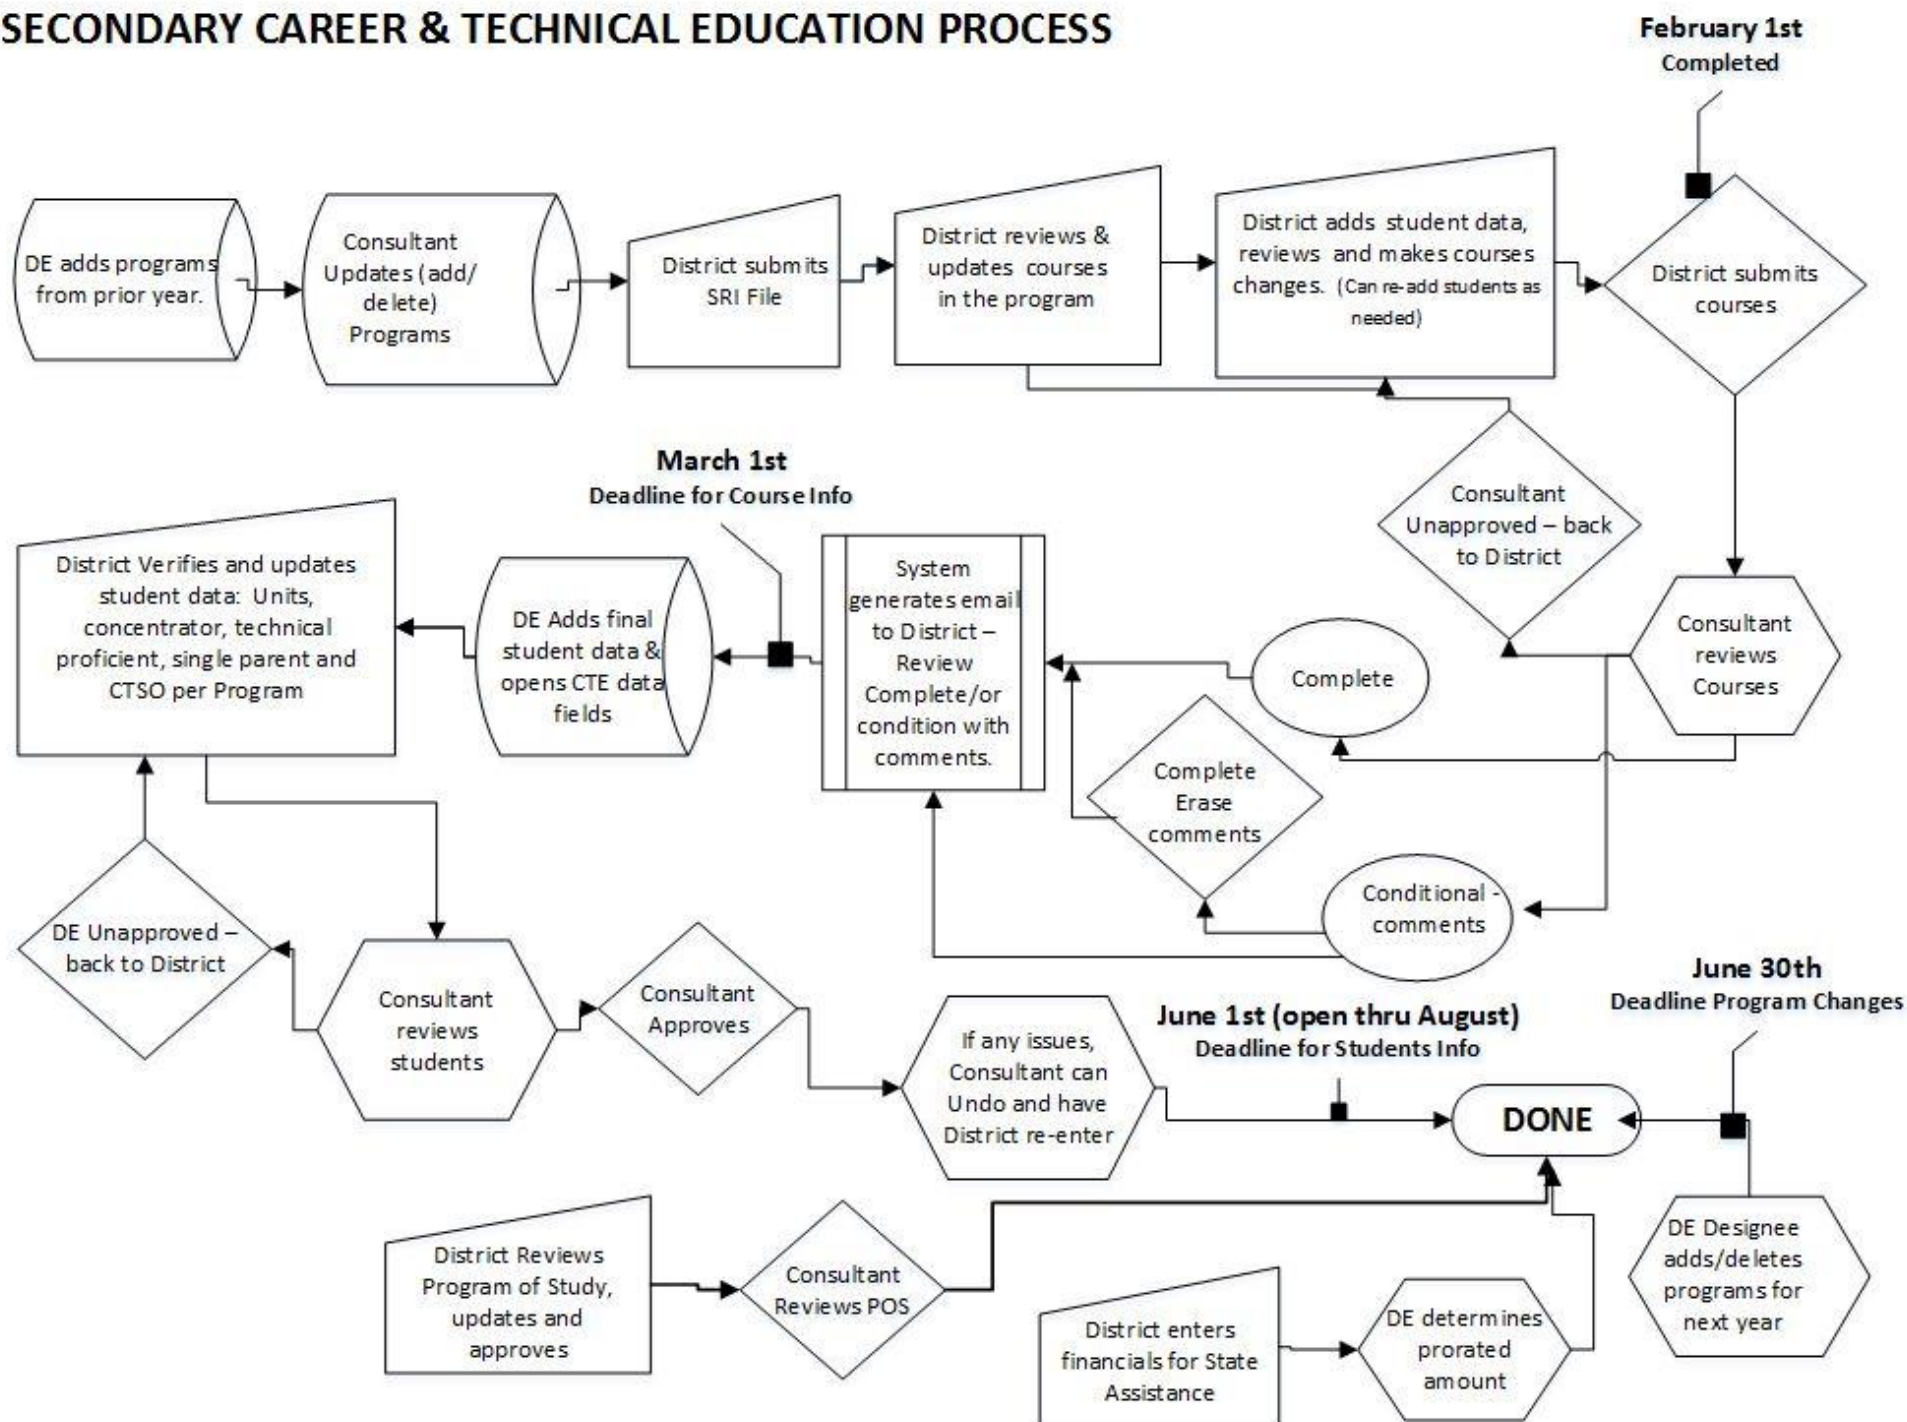 SECONDARY CAREER & TECHNICAL EDUCATION PROCESS
February 1st
Completed
DE adds programs
from prior year.
Consultant
Updates (add/
delete)
Programs
District submits
SRI File
District reviews &
updates courses
in the program
District adds student data,
reviews and makes courses
changes. (Can re-add students as
needed)
District submits
courses
March 1st
Deadline for Course Info
Consultant
Unapproved – back
to District
District Verifies and updates
student data: Units,
concentrator, technical
proficient, single parent and
CTSO per Program
DE Adds final
student data &
opens CTE data
fields
System
generates email
to District –
Review
Complete/or
condition with
comments.
Complete
Consultant
reviews
Courses
Complete
Erase
comments
Conditional -
comments
DE Unapproved –
back to District
Consultant
reviews
students
Consultant
Approves
If any issues,
Consultant can
Undo and have
District re-enter
June 1st (open thru August)
Deadline for Students Info
June 30th
Deadline Program Changes
DONE
District Reviews
Program of Study,
updates and
approves
Consultant
Reviews POS
District enters
financials for State
Assistance
DE determines
prorated
amount
DE Designee
adds/deletes
programs for
next year